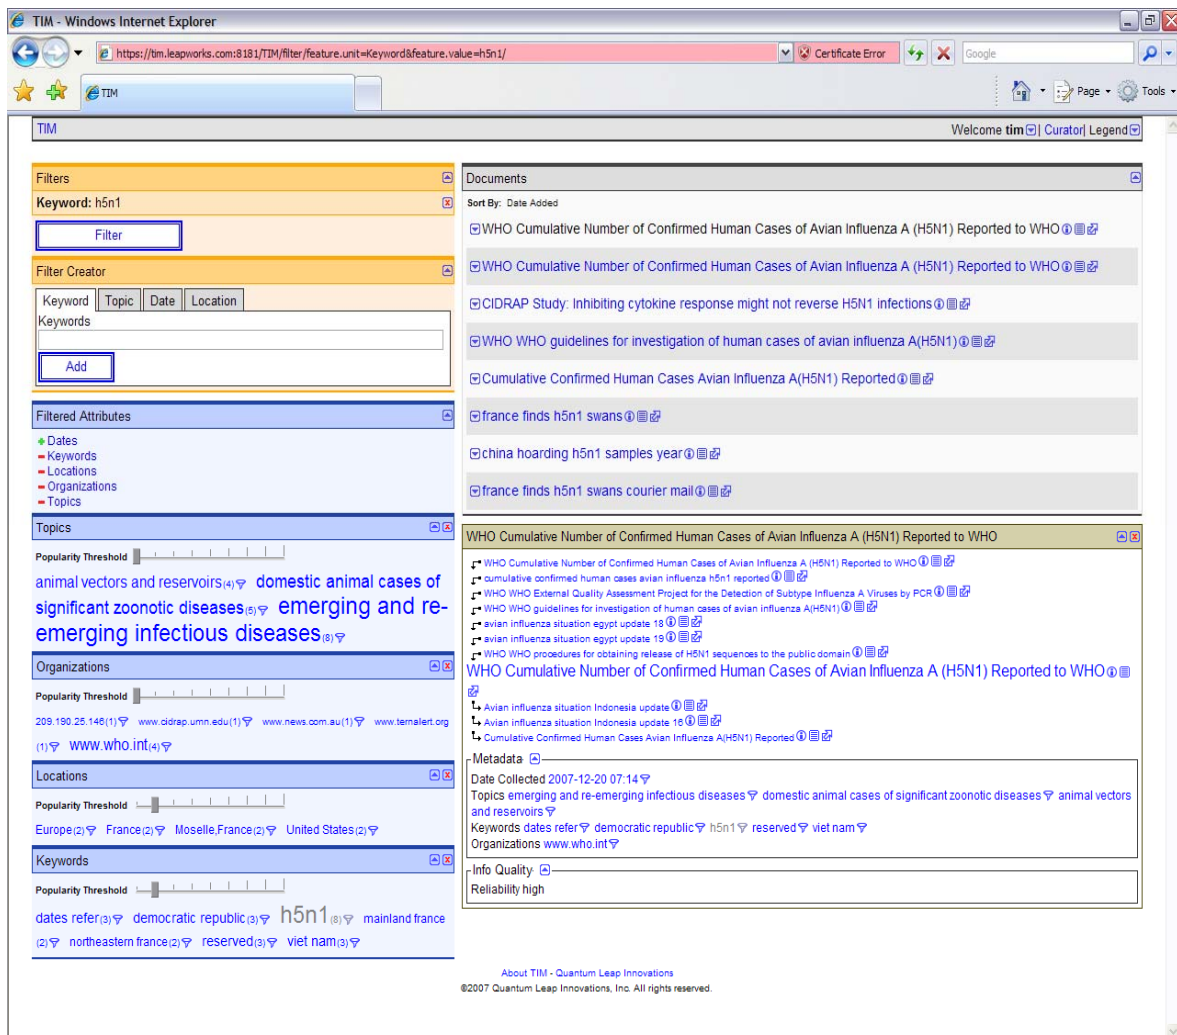 TIM - Windows Internet Explorer
https://tim.leapworks.com:8181/TIM/filter/feature.unit=Keyword&feature.value=h5n1/
Certificate Error
Google
TIM
Page
Tools
TIM
Welcome tim | Curator| Legend
Filters
Keyword: h5n1
Filter
Filter Creator
Keyword Topic Date Location
Keywords
Add
Filtered Attributes
Dates
Keywords
Locations
Organizations
Topics
Topics
Popularity Threshold
animal vectors and reservoirs(4) domestic animal cases of
significant zoonotic diseases(5) emerging and re-
emerging infectious diseases(8)
Organizations
Popularity Threshold
209.190.25.146(1) www.cidrap.umn.edu(1) www.news.com.au(1) www.ternalert.org
(1) www.who.int(4)
Locations
Popularity Threshold
Europe(2) France(2) Moselle,France(2) United States(2)
Keywords
Popularity Threshold
dates refer(3) democratic republic(3) h5n1(8) mainland france
(2) northeastern france(2) reserved(3) viet nam(3)
Documents
Sort By: Date Added
WHO Cumulative Number of Confirmed Human Cases of Avian Influenza A (H5N1) Reported to WHO
WHO Cumulative Number of Confirmed Human Cases of Avian Influenza A (H5N1) Reported to WHO
CIDRAP Study: Inhibiting cytokine response might not reverse H5N1 infections
WHO WHO guidelines for investigation of human cases of avian influenza A(H5N1)
Cumulative Confirmed Human Cases Avian Influenza A(H5N1) Reported
france finds h5n1 swans
china hoarding h5n1 samples year
france finds h5n1 swans courier mail
WHO Cumulative Number of Confirmed Human Cases of Avian Influenza A (H5N1) Reported to WHO
WHO Cumulative Number of Confirmed Human Cases of Avian Influenza A (H5N1) Reported to WHO
cumulative confirmed human cases avian influenza h5n1 reported
WHO WHO External Quality Assessment Project for the Detection of Subtype Influenza A Viruses by PCR
WHO WHO guidelines for investigation of human cases of avian influenza A(H5N1)
avian influenza situation egypt update 18
avian influenza situation egypt update 19
WHO WHO procedures for obtaining release of H5N1 sequences to the public domain
WHO Cumulative Number of Confirmed Human Cases of Avian Influenza A (H5N1) Reported to WHO
Avian influenza situation Indonesia update
Avian influenza situation Indonesia update 16
Cumulative Confirmed Human Cases Avian Influenza A(H5N1) Reported
Metadata
Date Collected 2007-12-20 07:14
Topics emerging and re-emerging infectious diseases domestic animal cases of significant zoonotic diseases animal vectors
and reservoirs
Keywords dates refer democratic republic h5n1 reserved viet nam
Organizations www.who.int
Info Quality
Reliability high
About TIM - Quantum Leap Innovations
©2007 Quantum Leap Innovations, Inc. All rights reserved.